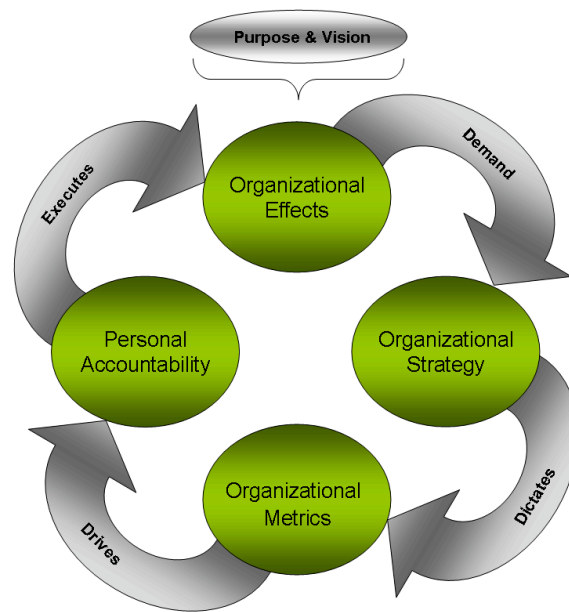 Purpose & Vision
Organizational
Effects
Demand
Organizational
Strategy
Dictates
Organizational
Metrics
Drives
Personal
Accountability
Executes